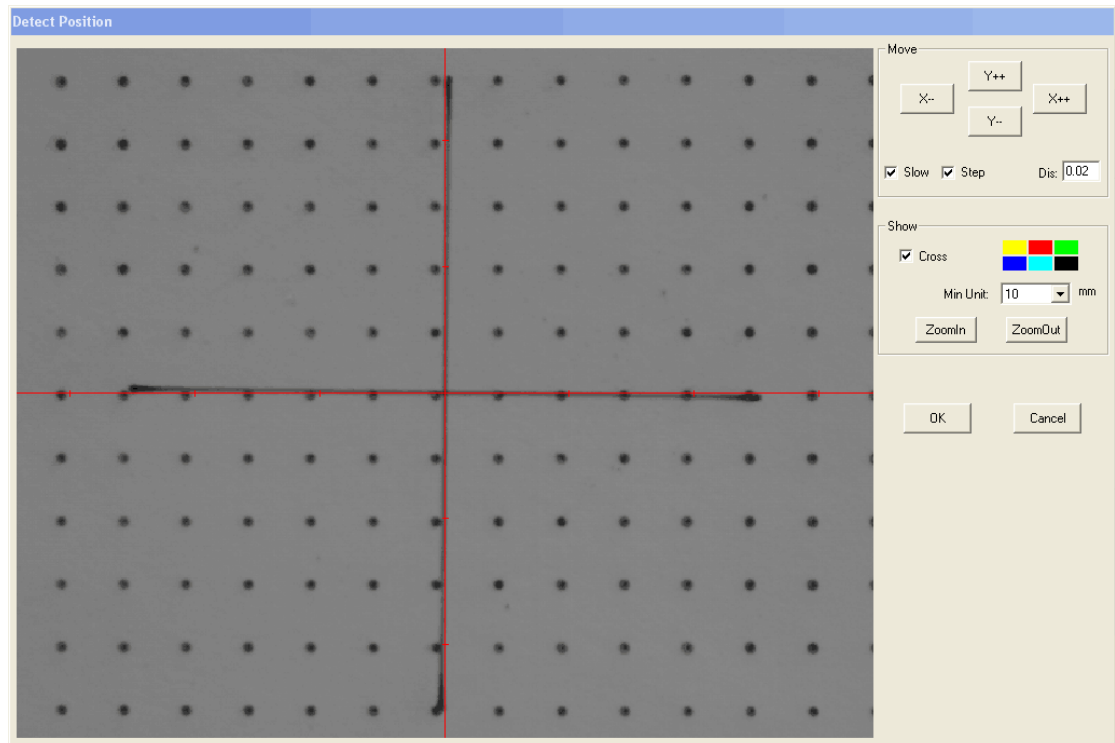 Detect Position
Move
Y++
X-- X++
Y--
Slow Step Dis: 0.02
Show
Cross
Min Unit: 10 mm
ZoomIn ZoomOut
OK Cancel